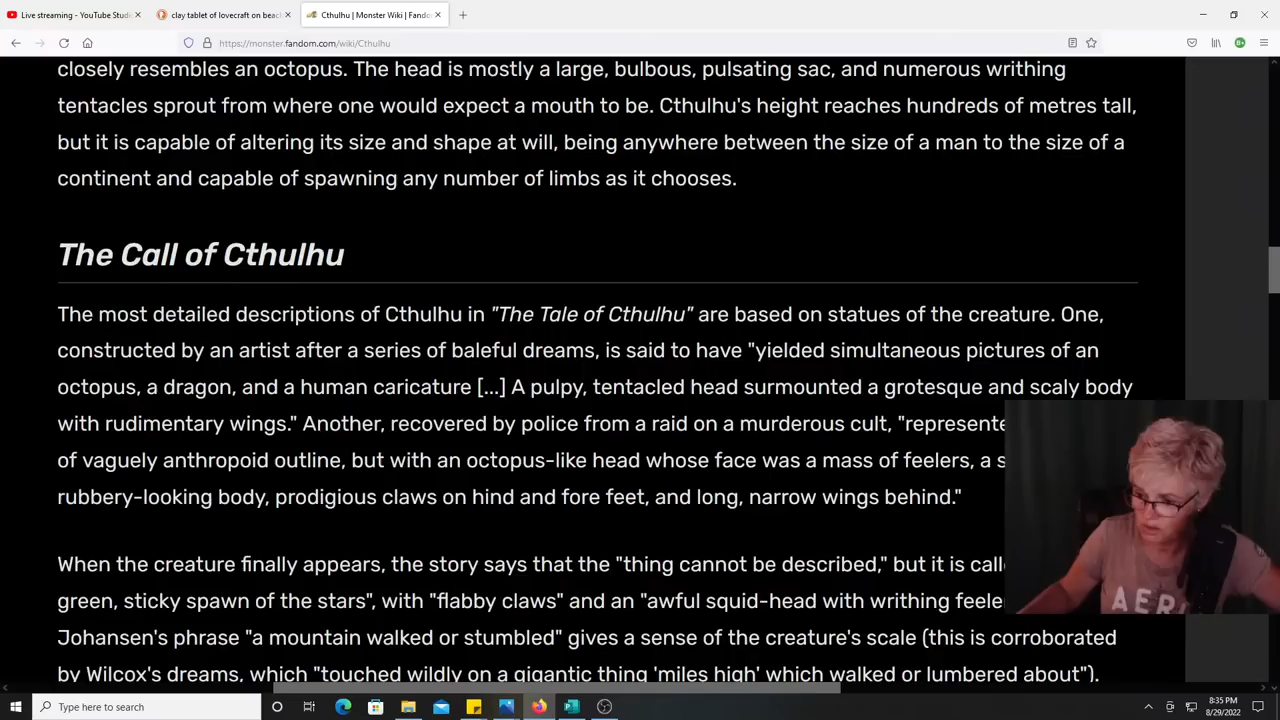 Live streaming - YouTube Studi
clay tablet of lovecraft on beac
Cthulhu | Monster Wiki | Fando
https://monster.fandom.com/wiki/Cthulhu
closely resembles an octopus. The head is mostly a large, bulbous, pulsating sac, and numerous writhing
tentacles sprout from where one would expect a mouth to be. Cthulhu's height reaches hundreds of metres tall,
but it is capable of altering its size and shape at will, being anywhere between the size of a man to the size of a
continent and capable of spawning any number of limbs as it chooses.
The Call of Cthulhu
The most detailed descriptions of Cthulhu in "The Tale of Cthulhu" are based on statues of the creature. One,
constructed by an artist after a series of baleful dreams, is said to have "yielded simultaneous pictures of an
octopus, a dragon, and a human caricature [...] A pulpy, tentacled head surmounted a grotesque and scaly body
with rudimentary wings." Another, recovered by police from a raid on a murderous cult, "represente
of vaguely anthropoid outline, but with an octopus-like head whose face was a mass of feelers, a s
rubbery-looking body, prodigious claws on hind and fore feet, and long, narrow wings behind."
When the creature finally appears, the story says that the "thing cannot be described," but it is calle
green, sticky spawn of the stars", with "flabby claws" and an "awful squid-head with writhing feeler
Johansen's phrase "a mountain walked or stumbled" gives a sense of the creature's scale (this is corroborated
by Wilcox's dreams, which "touched wildly on a gigantic thing 'miles high' which walked or lumbered about").
AER
Type here to search
8:35 PM
8/29/2022